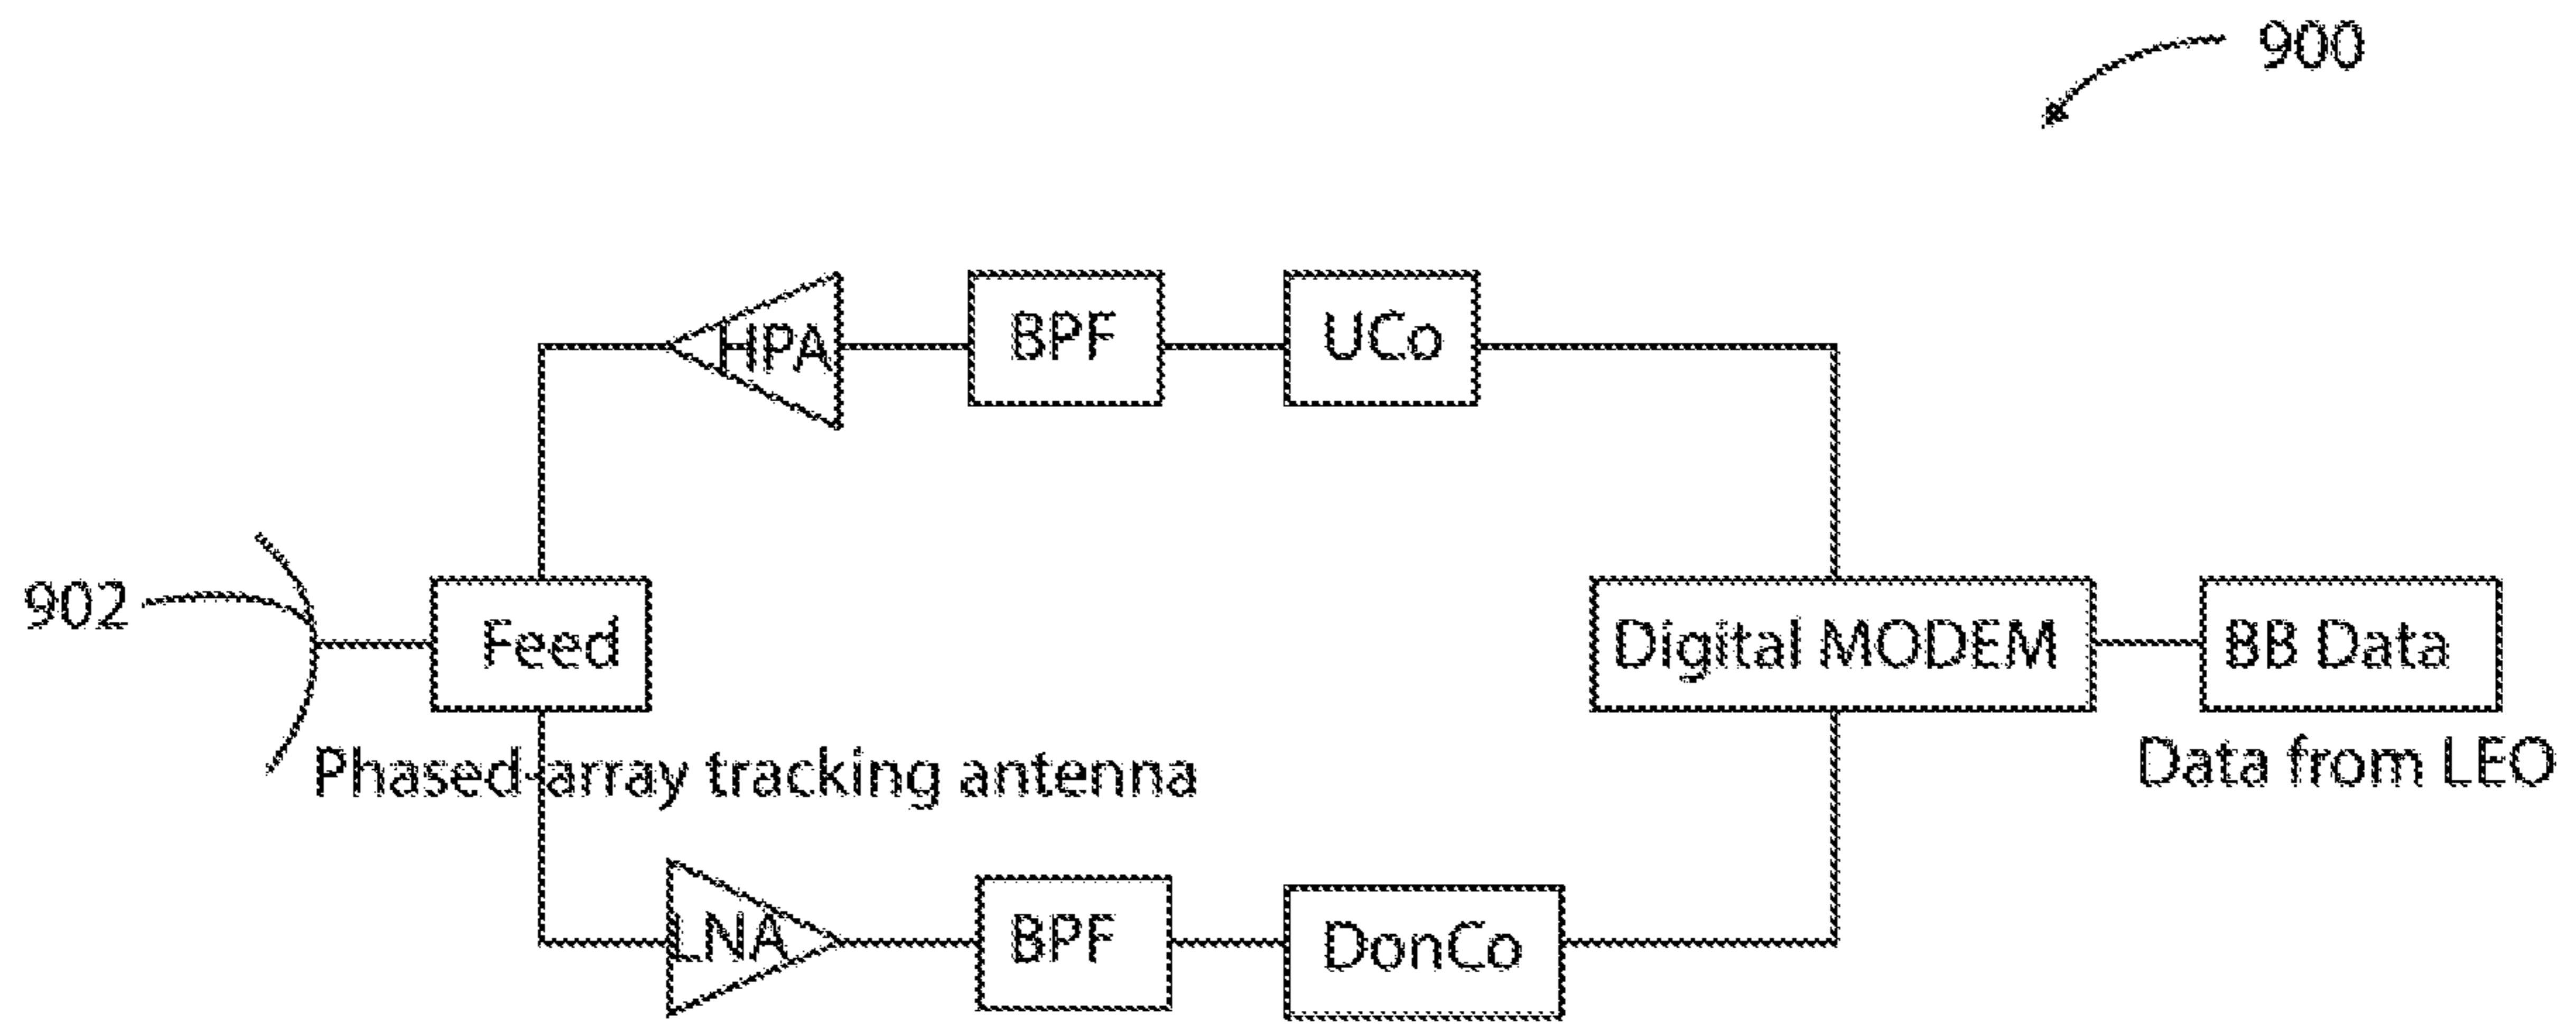 900
HPA
BPF
UCo
902
Feed
Digital MODEM
BB Data
Phased-array tracking antenna
Data from LEO
LNA
BPF
DonCo